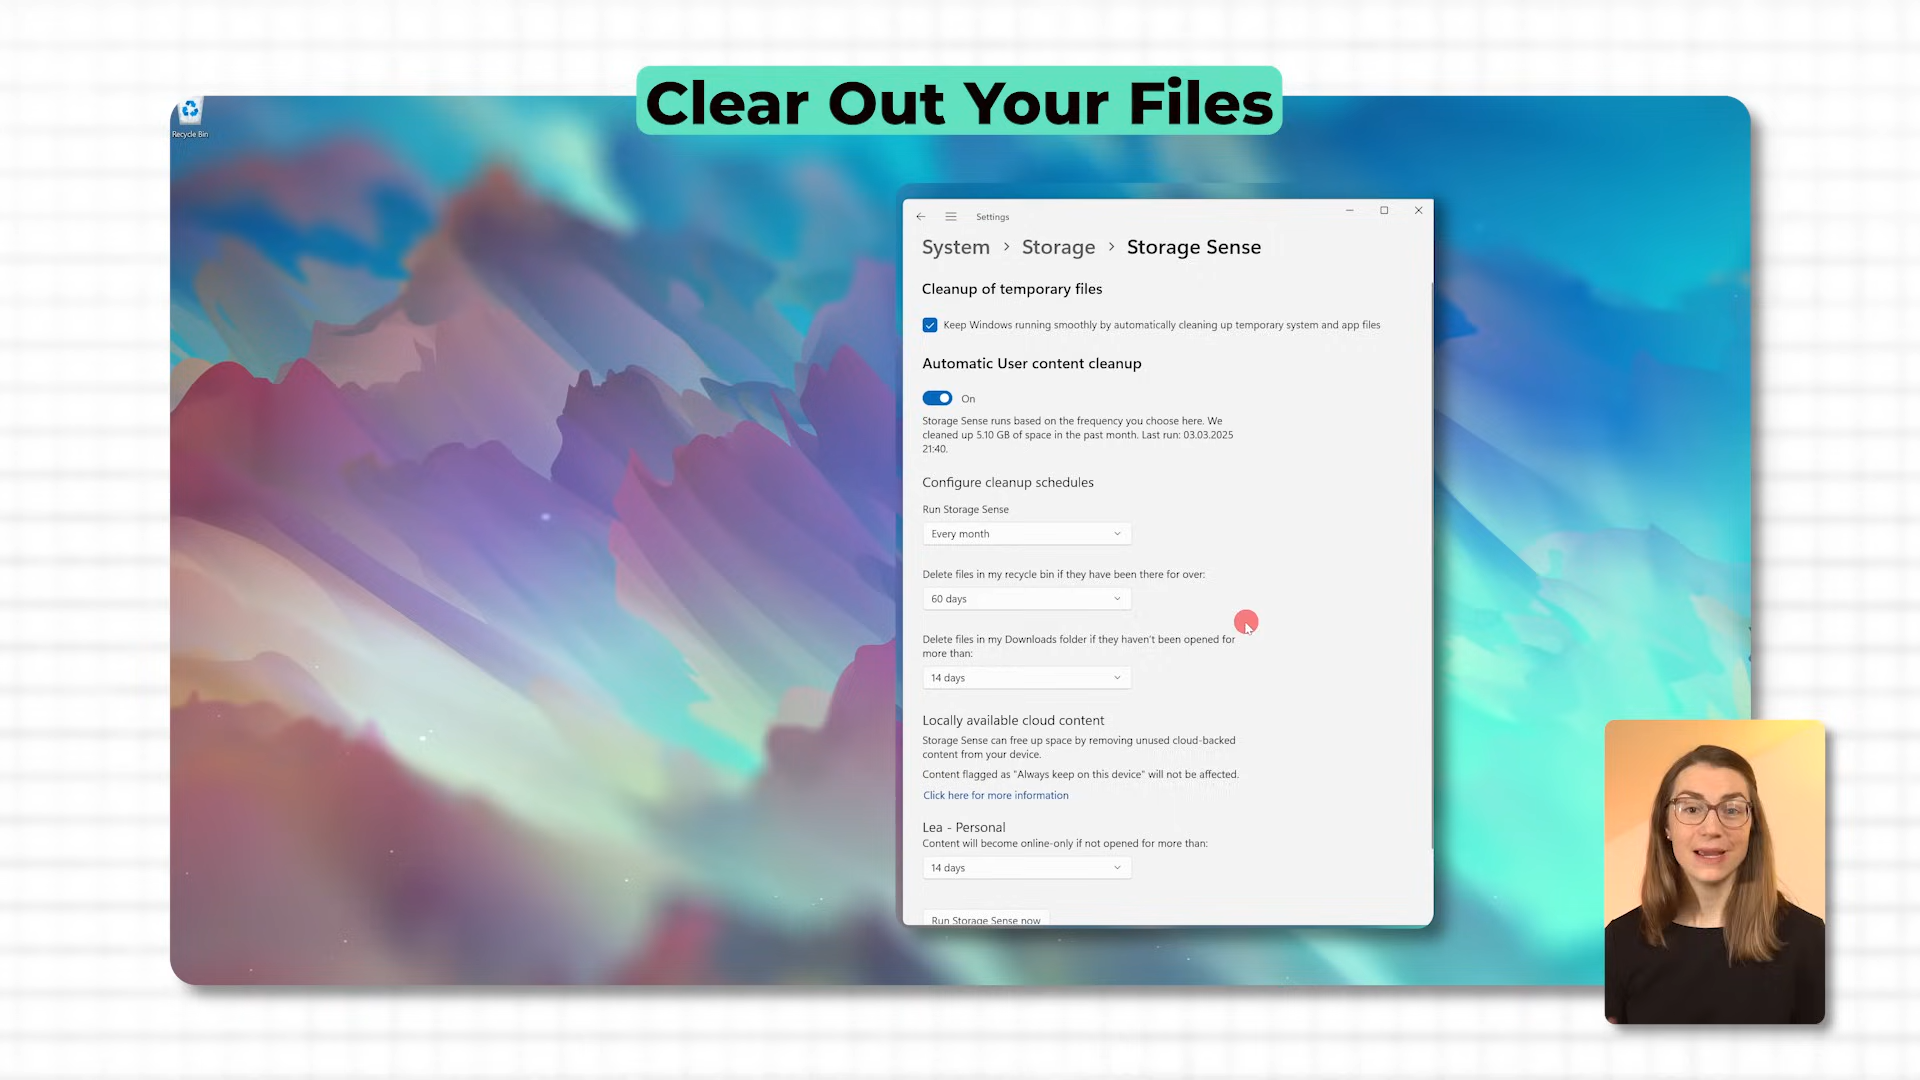 Clear Out Your Files
Recycle Bin
Settings
System > Storage > Storage Sense
Cleanup of temporary files
Keep Windows running smoothly by automatically cleaning up temporary system and app files
Automatic User content cleanup
On
Storage Sense runs based on the frequency you choose here. We
cleaned up 5.10 GB of space in the past month. Last run: 03.03.2025
21:40.
Configure cleanup schedules
Run Storage Sense
Every month
Delete files in my recycle bin if they have been there for over:
60 days
Delete files in my Downloads folder if they haven't been opened for
more than:
14 days
Locally available cloud content
Storage Sense can free up space by removing unused cloud-backed
content from your device.
Content flagged as "Always keep on this device" will not be affected.
Click here for more information
Lea - Personal
Content will become online-only if not opened for more than:
14 days
Run Storage Sense now